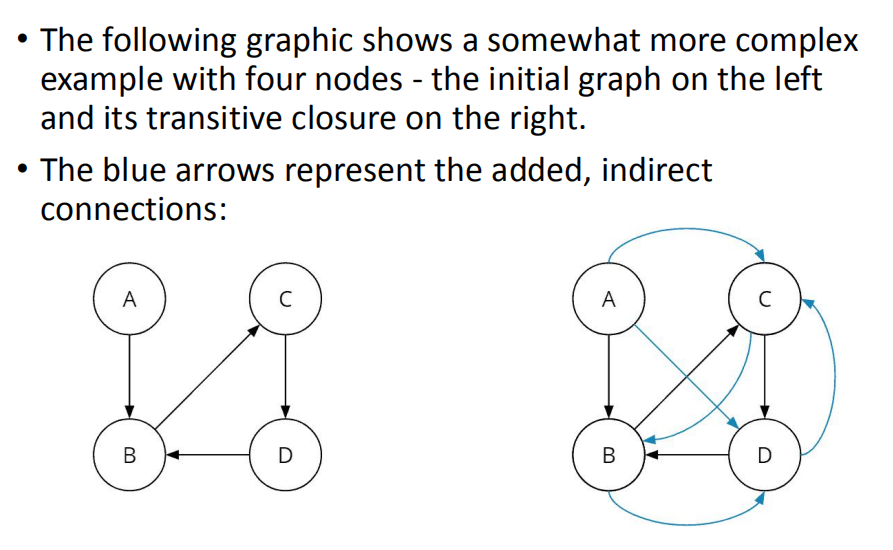 • The following graphic shows a somewhat more complex
example with four nodes - the initial graph on the left
and its transitive closure on the right.
• The blue arrows represent the added, indirect
connections:
A
C
B
D
A
C
B
D